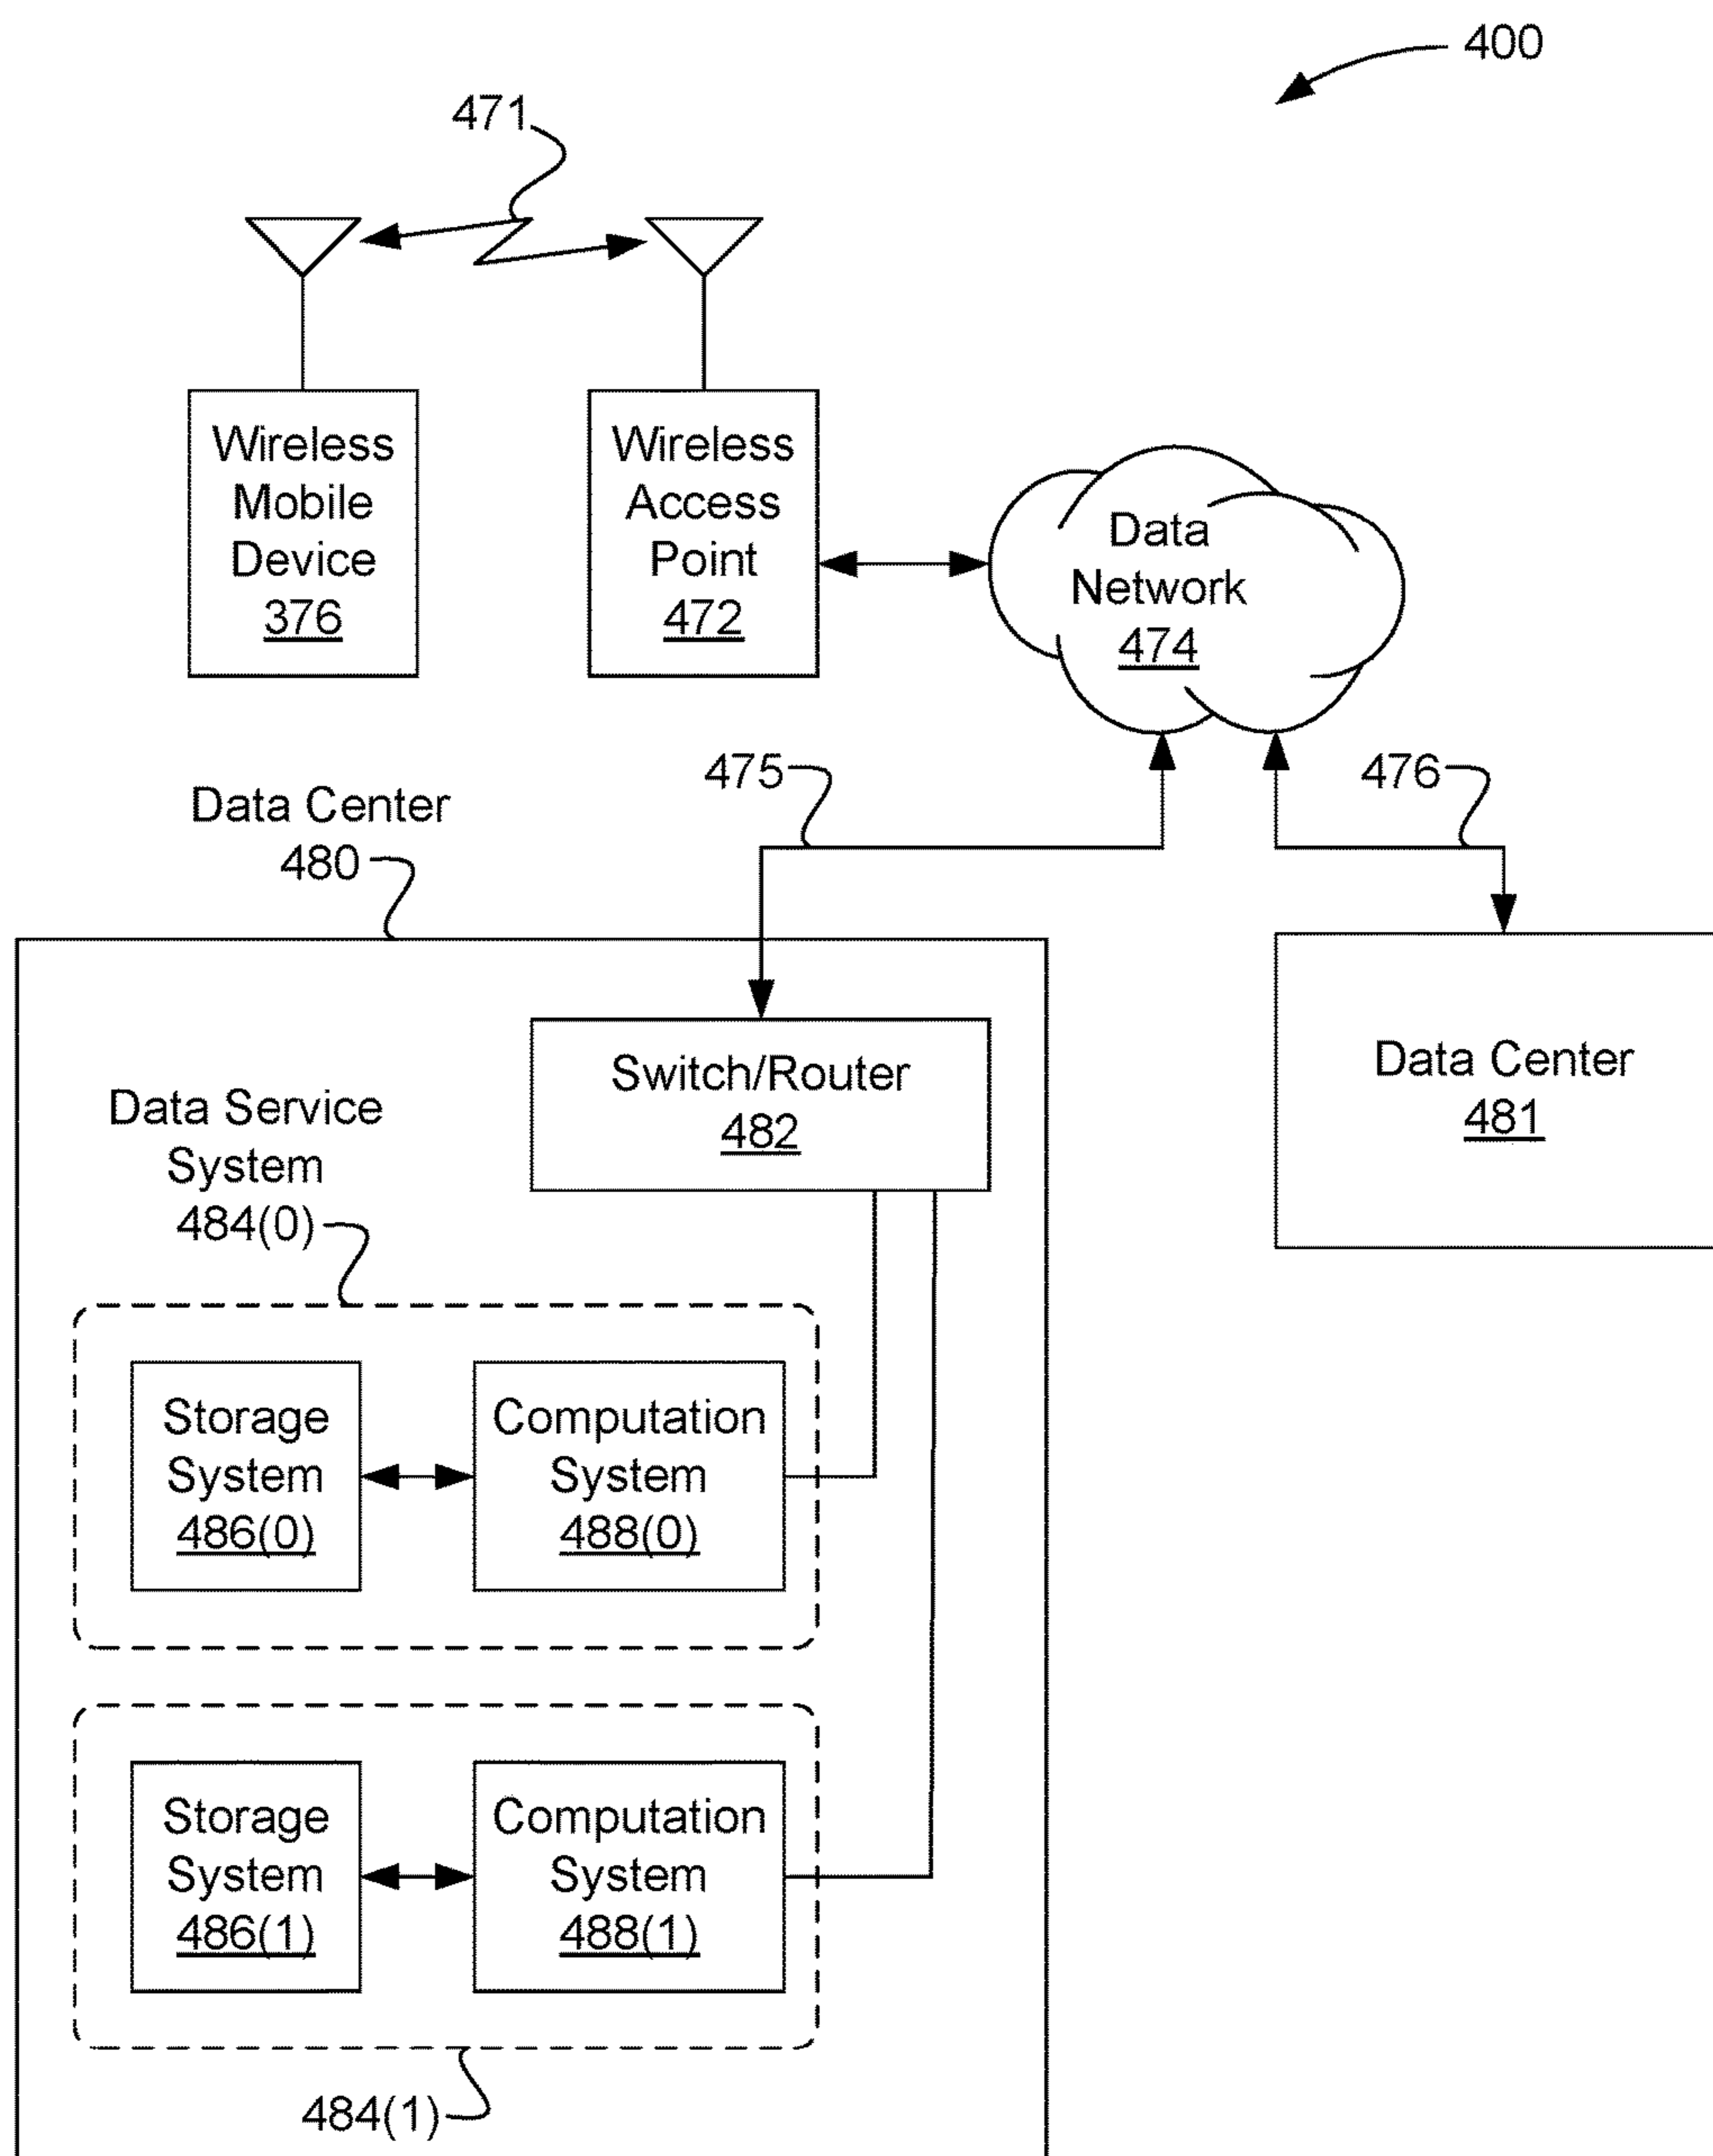 400
471
Wireless
Mobile
Device
376
Wireless
Access
Point
472
Data
Network
474
475
476
Data Center
480
Switch/Router
482
Data Center
481
Data Service
System
484(0)
Storage
System
486(0)
Computation
System
488(0)
Storage
System
486(1)
Computation
System
488(1)
484(1)